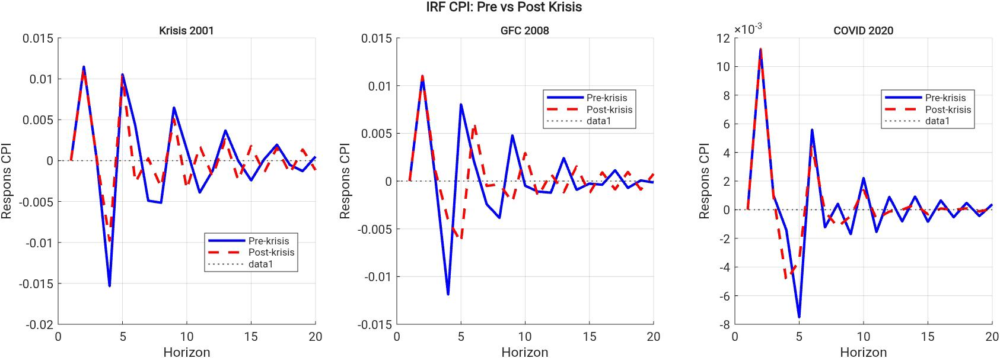 IRF CPI: Pre vs Post Krisis
Krisis 2001
Respons CPI
0.015
0.01
0.005
0
-0.005
-0.01
-0.015
-0.02
0 5 10 15 20
Horizon
Pre-krisis
Post-krisis
data1
GFC 2008
Respons CPI
0.015
0.01
0.005
0
-0.005
-0.01
-0.015
0 5 10 15 20
Horizon
Pre-krisis
Post-krisis
data1
COVID 2020
×10-3
Respons CPI
12
10
8
6
4
2
0
-2
-4
-6
-8
0 5 10 15 20
Horizon
Pre-krisis
Post-krisis
data1